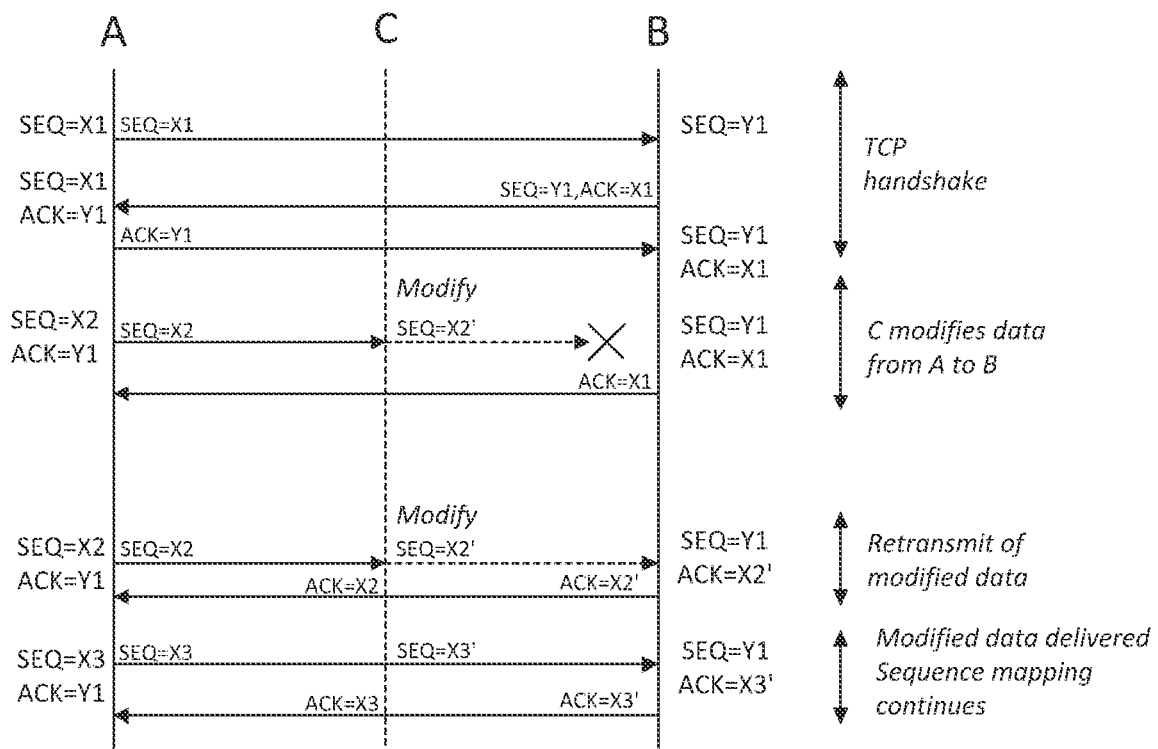 A C B
SEQ=X1 SEQ=X1 SEQ=Y1
TCP
handshake
SEQ=X1
ACK=Y1
SEQ=Y1,ACK=X1
ACK=Y1
SEQ=Y1
ACK=X1
Modify
SEQ=X2
ACK=Y1
SEQ=X2
SEQ=X2'
SEQ=Y1
ACK=X1
C modifies data
from A to B
ACK=X1
Modify
SEQ=X2
ACK=Y1
SEQ=X2
SEQ=X2'
SEQ=Y1
ACK=X2'
Retransmit of
modified data
ACK=X2
ACK=X2'
SEQ=X3
ACK=Y1
SEQ=X3
SEQ=X3'
SEQ=Y1
ACK=X3'
Modified data delivered
Sequence mapping
continues
ACK=X3
ACK=X3'